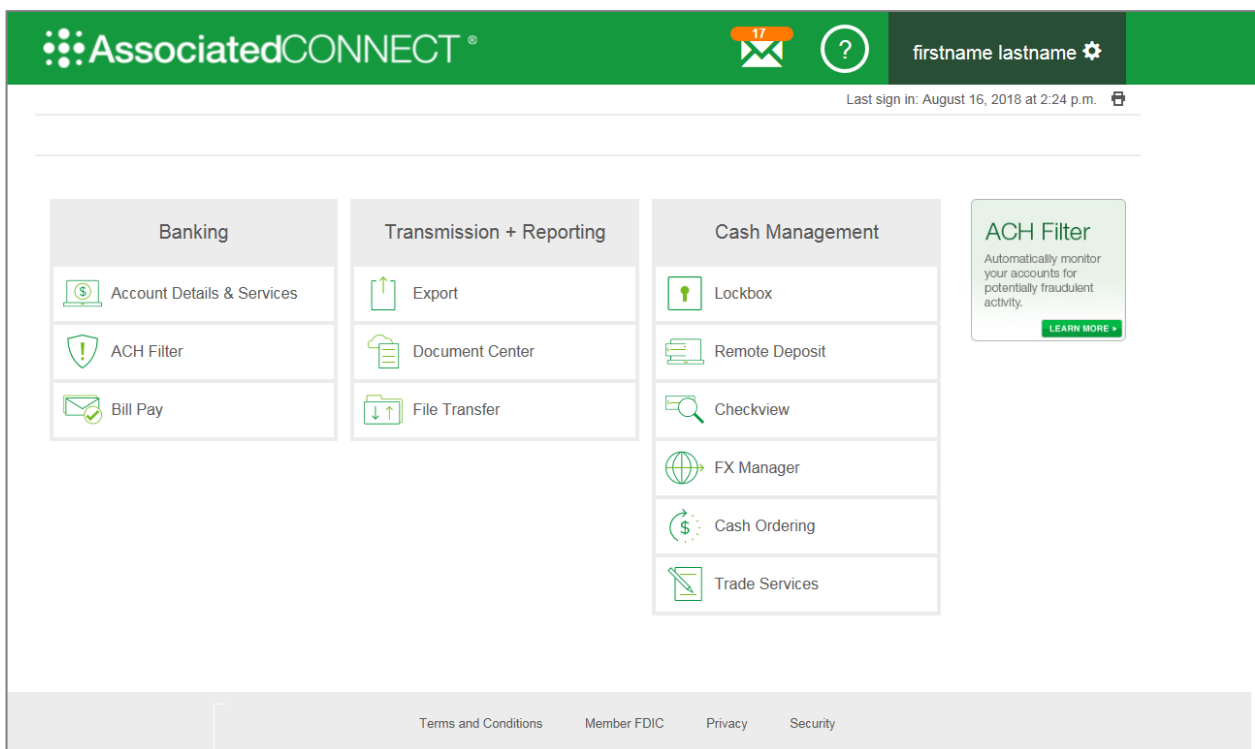 AssociatedCONNECT®
17
?
firstname lastname
Last sign in: August 16, 2018 at 2:24 p.m.
Banking
$ Account Details & Services
! ACH Filter
Bill Pay
Transmission + Reporting
Export
Document Center
File Transfer
Cash Management
Lockbox
Remote Deposit
Checkview
FX Manager
$ Cash Ordering
Trade Services
ACH Filter
Automaticallly monitor
your accounts for
potentially fraudulent
activity.
LEARN MORE
Terms and Conditions Member FDIC Privacy Security